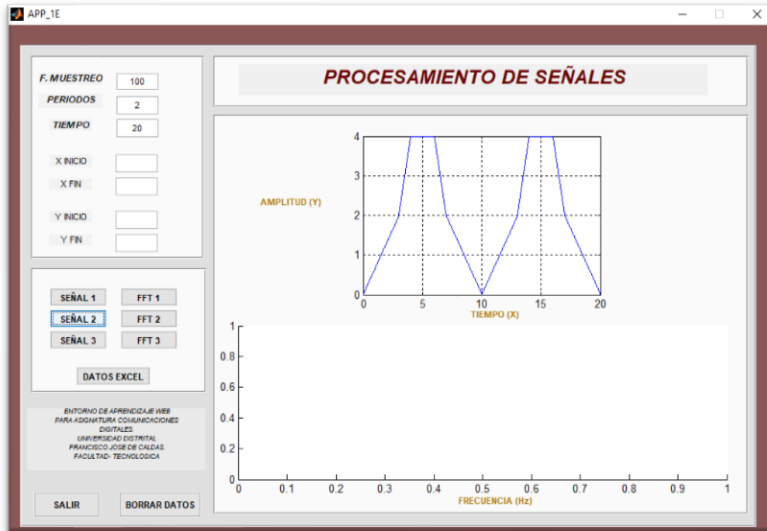 APP_1E
F. MUESTREO 100
PERIODOS 2
TIEMPO 20
X INICIO
X FIN
Y INICIO
Y FIN
SEÑAL 1 FFT 1
SEÑAL 2 FFT 2
SEÑAL 3 FFT 3
DATOS EXCEL
ENTORNO DE APRENDIZAJE WEB
PARA ASIGNATURA COMUNICACIONES
DIGITALES.
UNIVERSIDAD DISTRITAL
FRANCISCO JOSE DE CALDAS.
FACULTAD- TECNOLOGICA
SALIR BORRAR DATOS
PROCESAMIENTO DE SEÑALES
AMPLITUD (Y)
4
3
2
1
0
0 5 10 15 20
TIEMPO (X)
1
0.8
0.6
0.4
0.2
0
0 0.1 0.2 0.3 0.4 0.5 0.6 0.7 0.8 0.9 1
FRECUENCIA (Hz)